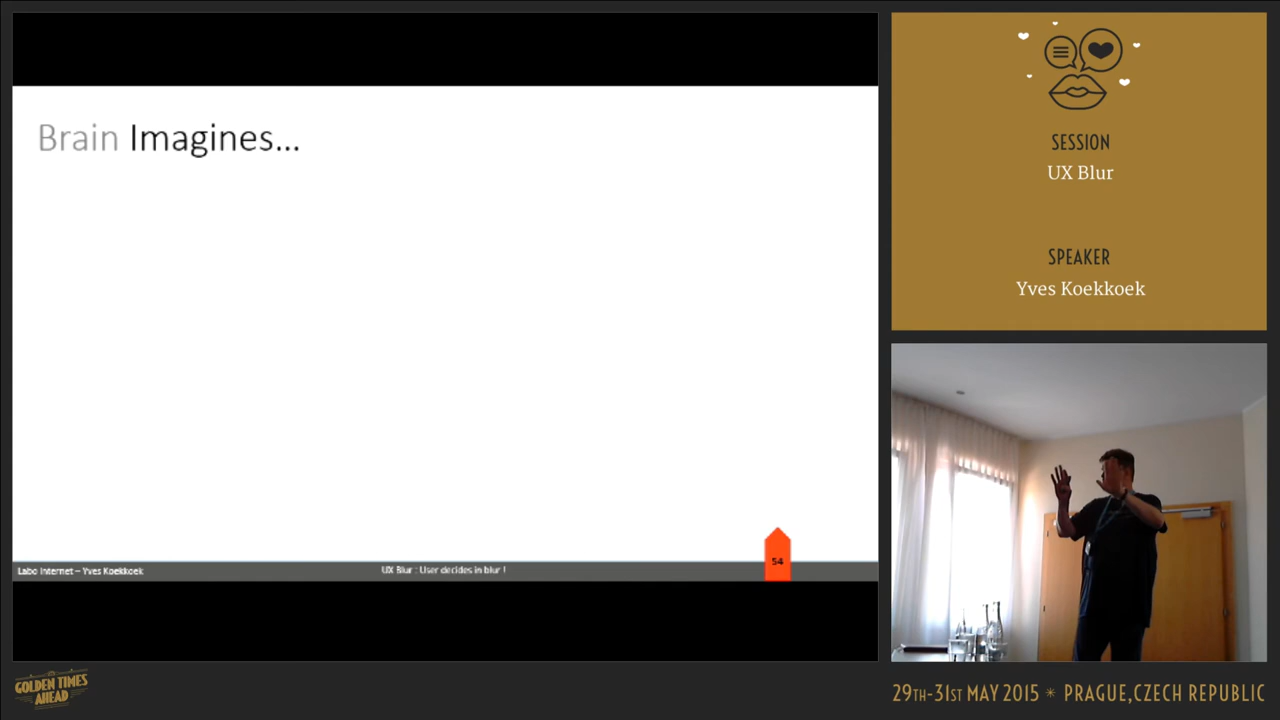 Brain Imagines...
54
Labo Internet – Yves Koekkoek
UX Blur : User decides in blur !
SESSION
UX Blur
SPEAKER
Yves Koekkoek
GOLDEN TIMES
AHEAD
29TH-31ST MAY 2015 * PRAGUE,CZECH REPUBLIC